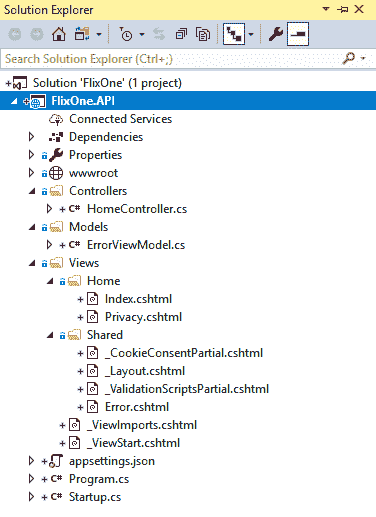 Solution Explorer
Search Solution Explorer (Ctrl+;)
Solution 'FlixOne' (1 project)
FlixOne.API
Connected Services
Dependencies
Properties
wwwroot
Controllers
C# HomeController.cs
Models
C# ErrorViewModel.cs
Views
Home
Index.cshtml
Privacy.cshtml
Shared
_CookieConsentPartial.cshtml
_Layout.cshtml
_ValidationScriptsPartial.cshtml
Error.cshtml
_ViewImports.cshtml
_ViewStart.cshtml
appsettings.json
C# Program.cs
C# Startup.cs